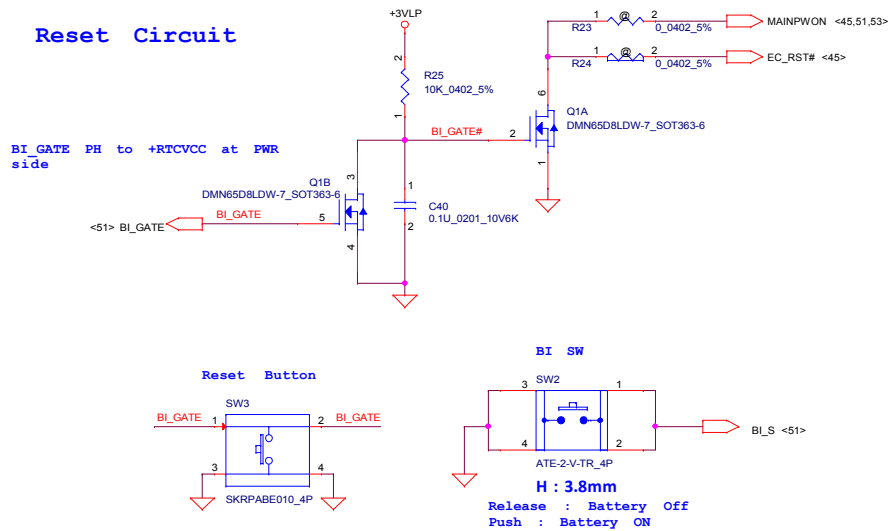 Reset Circuit
+3VLP
2
R25
10K_0402_5%
1
1 @ 2
R23 0_0402_5%
MAINPWON <45,51,53>
1 @ 2
R24 0_0402_5%
EC_RST# <45>
6
Q1A
DMN65D8LDW-7_SOT363-6
BI_GATE#
2
1
BI_GATE PH to +RTCVCC at PWR
side
3
Q1B
DMN65D8LDW-7_SOT363-6
<51> BI_GATE
BI_GATE
5
4
1
C40
0.1U_0201_10V6K
2
Reset Button
SW3
BI_GATE
1
2
BI_GATE
3
4
SKRPABE010_4P
BI SW
SW2
3
1
4
2
BI_S <51>
ATE-2-V-TR_4P
H : 3.8mm
Release : Battery Off
Push : Battery ON